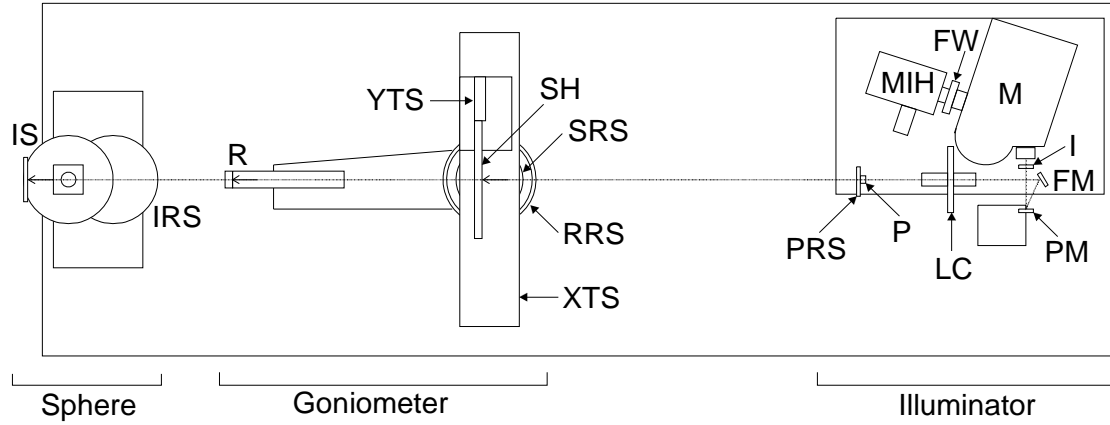 FW
MIH
M
YTS
SH
IS
SRS
R
I
FM
IRS
RRS
P
PRS
PM
LC
XTS
Sphere
Goniometer
Illuminator